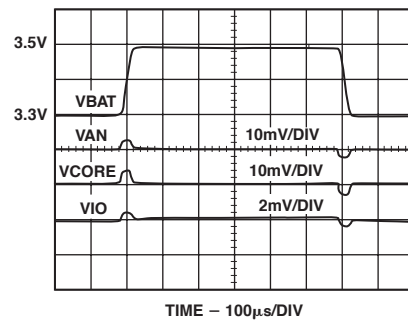 3.5V
3.3V
VBAT
VAN 10mV/DIV
VCORE 10mV/DIV
VIO 2mV/DIV
TIME – 100µs/DIV